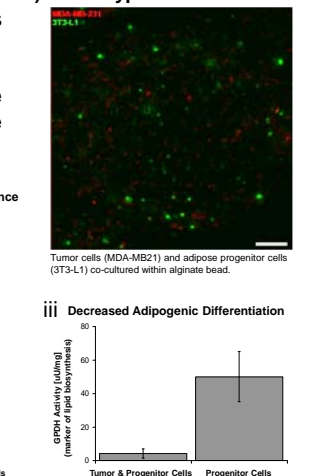 MDA-MB-231
3T3-L1
nce
Tumor cells (MDA-MB21) and adipose progenitor cells
(3T3-L1) co-cultured within alginate bead.
iii Decreased Adipogenic Differentiation
GPDH Activity [uU/mg]
(marker of lipid biosynthesis)
80
60
40
20
0
Tumor & Progenitor Cells Progenitor Cells